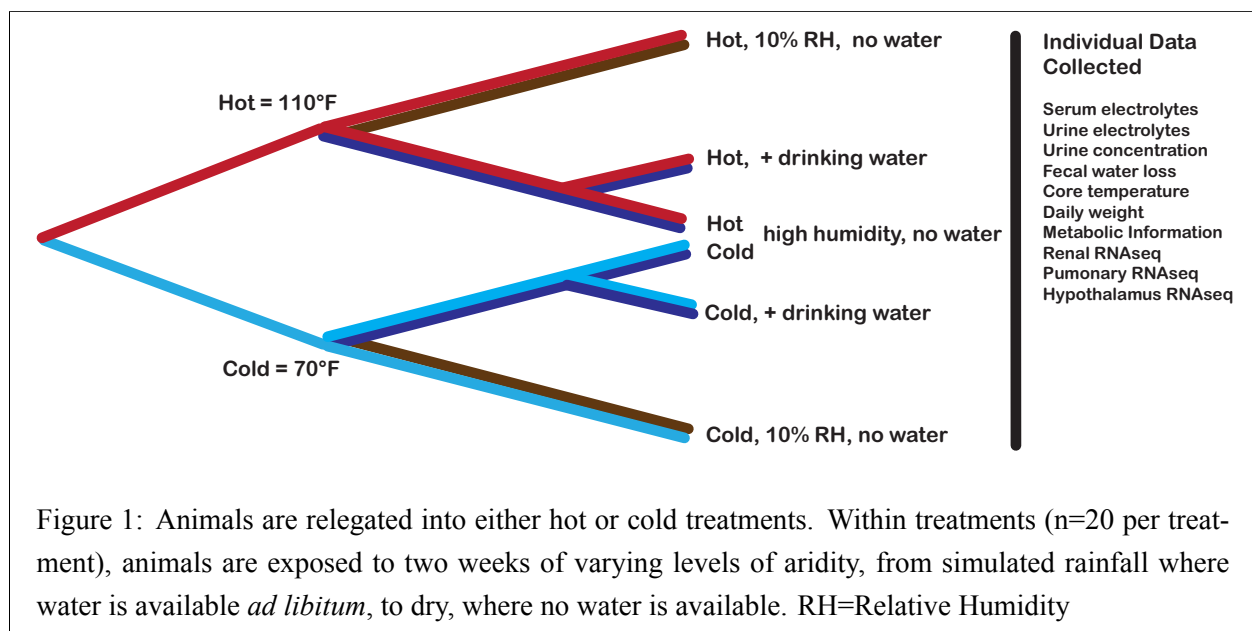 Hot, 10% RH, no water
Hot = 110°F
Hot, + drinking water
Hot
Cold
high humidity, no water
Cold, + drinking water
Cold = 70°F
Cold, 10% RH, no water
Individual Data
Collected
Serum electrolytes
Urine electrolytes
Urine concentration
Fecal water loss
Core temperature
Daily weight
Metabolic Information
Renal RNAseq
Pumonary RNAseq
Hypothalamus RNAseq
Figure 1: Animals are relegated into either hot or cold treatments. Within treatments (n=20 per treat-
ment), animals are exposed to two weeks of varying levels of aridity, from simulated rainfall where
water is available ad libitum, to dry, where no water is available. RH=Relative Humidity